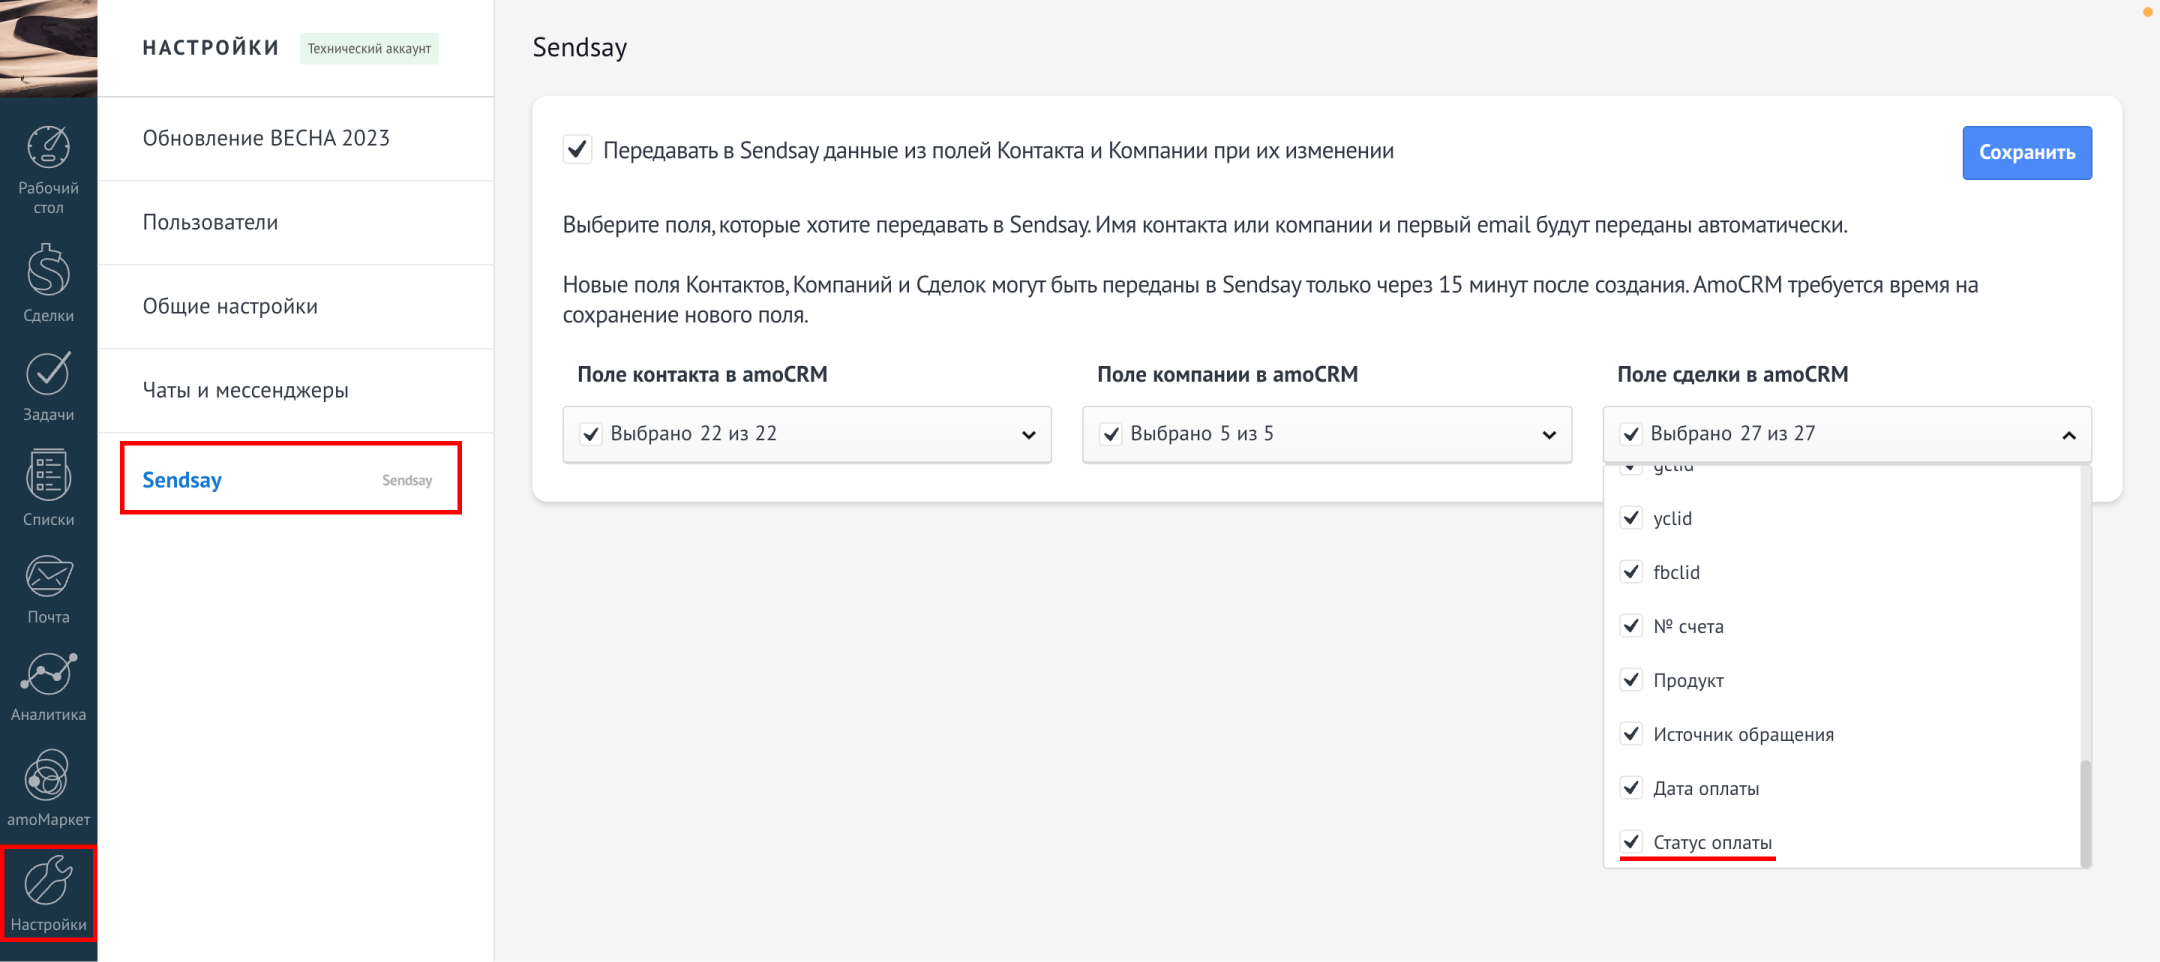 НАСТРОЙКИ
Технический аккаунт
Рабочий
стол
Сделки
Задачи
Списки
Почта
Аналитика
amoМаркет
Настройки
Обновление ВЕСНА 2023
Пользователи
Общие настройки
Чаты и мессенджеры
Sendsay
Sendsay
Sendsay
Передавать в Sendsay данные из полей Контакта и Компании при их изменении
Сохранить
Выберите поля, которые хотите передавать в Sendsay. Имя контакта или компании и первый email будут переданы автоматически.
Новые поля Контактов, Компаний и Сделок могут быть переданы в Sendsay только через 15 минут после создания. AmoCRM требуется время на
сохранение нового поля.
Поле контакта в amoCRM
Выбрано 22 из 22
Поле компании в amoCRM
Выбрано 5 из 5
Поле сделки в amoCRM
Выбрано 27 из 27
gclid
yclid
fbclid
№ счета
Продукт
Источник обращения
Дата оплаты
Статус оплаты